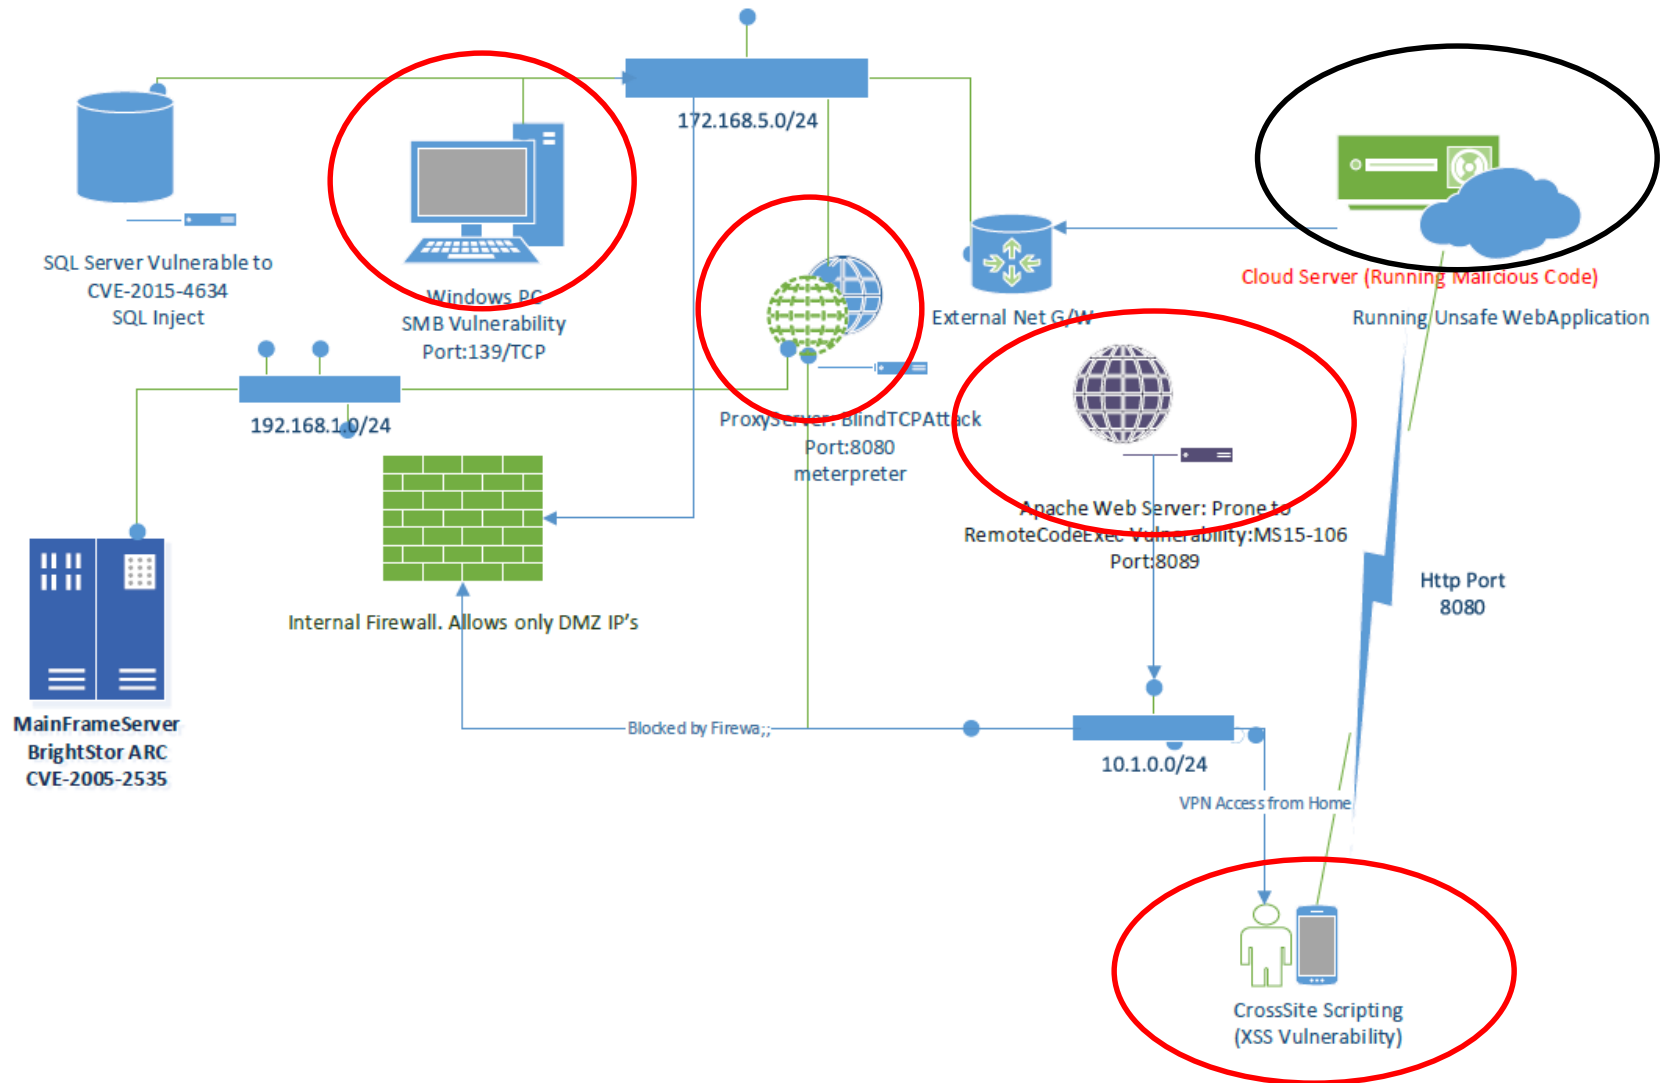 172.168.5.0/24
SQL Server Vulnerable to
CVE-2015-4634
SQL Inject
Windows PC
SMB Vulnerability
Port:139/TCP
External Net G/W
Cloud Server (Running Malicious Code)
Running Unsafe WebApplication
192.168.1.0/24
ProxyServer: BlindTCPAttack
Port:8080
meterpreter
Apache Web Server: Prone to
RemoteCodeExec Vulnerability:MS15-106
Port:8089
Http Port
8080
Internal Firewall. Allows only DMZ IP's
MainFrameServer
BrightStor ARC
CVE-2005-2535
Blocked by Firewa;;
10.1.0.0/24
VPN Access from Home
CrossSite Scripting
(XSS Vulnerability)